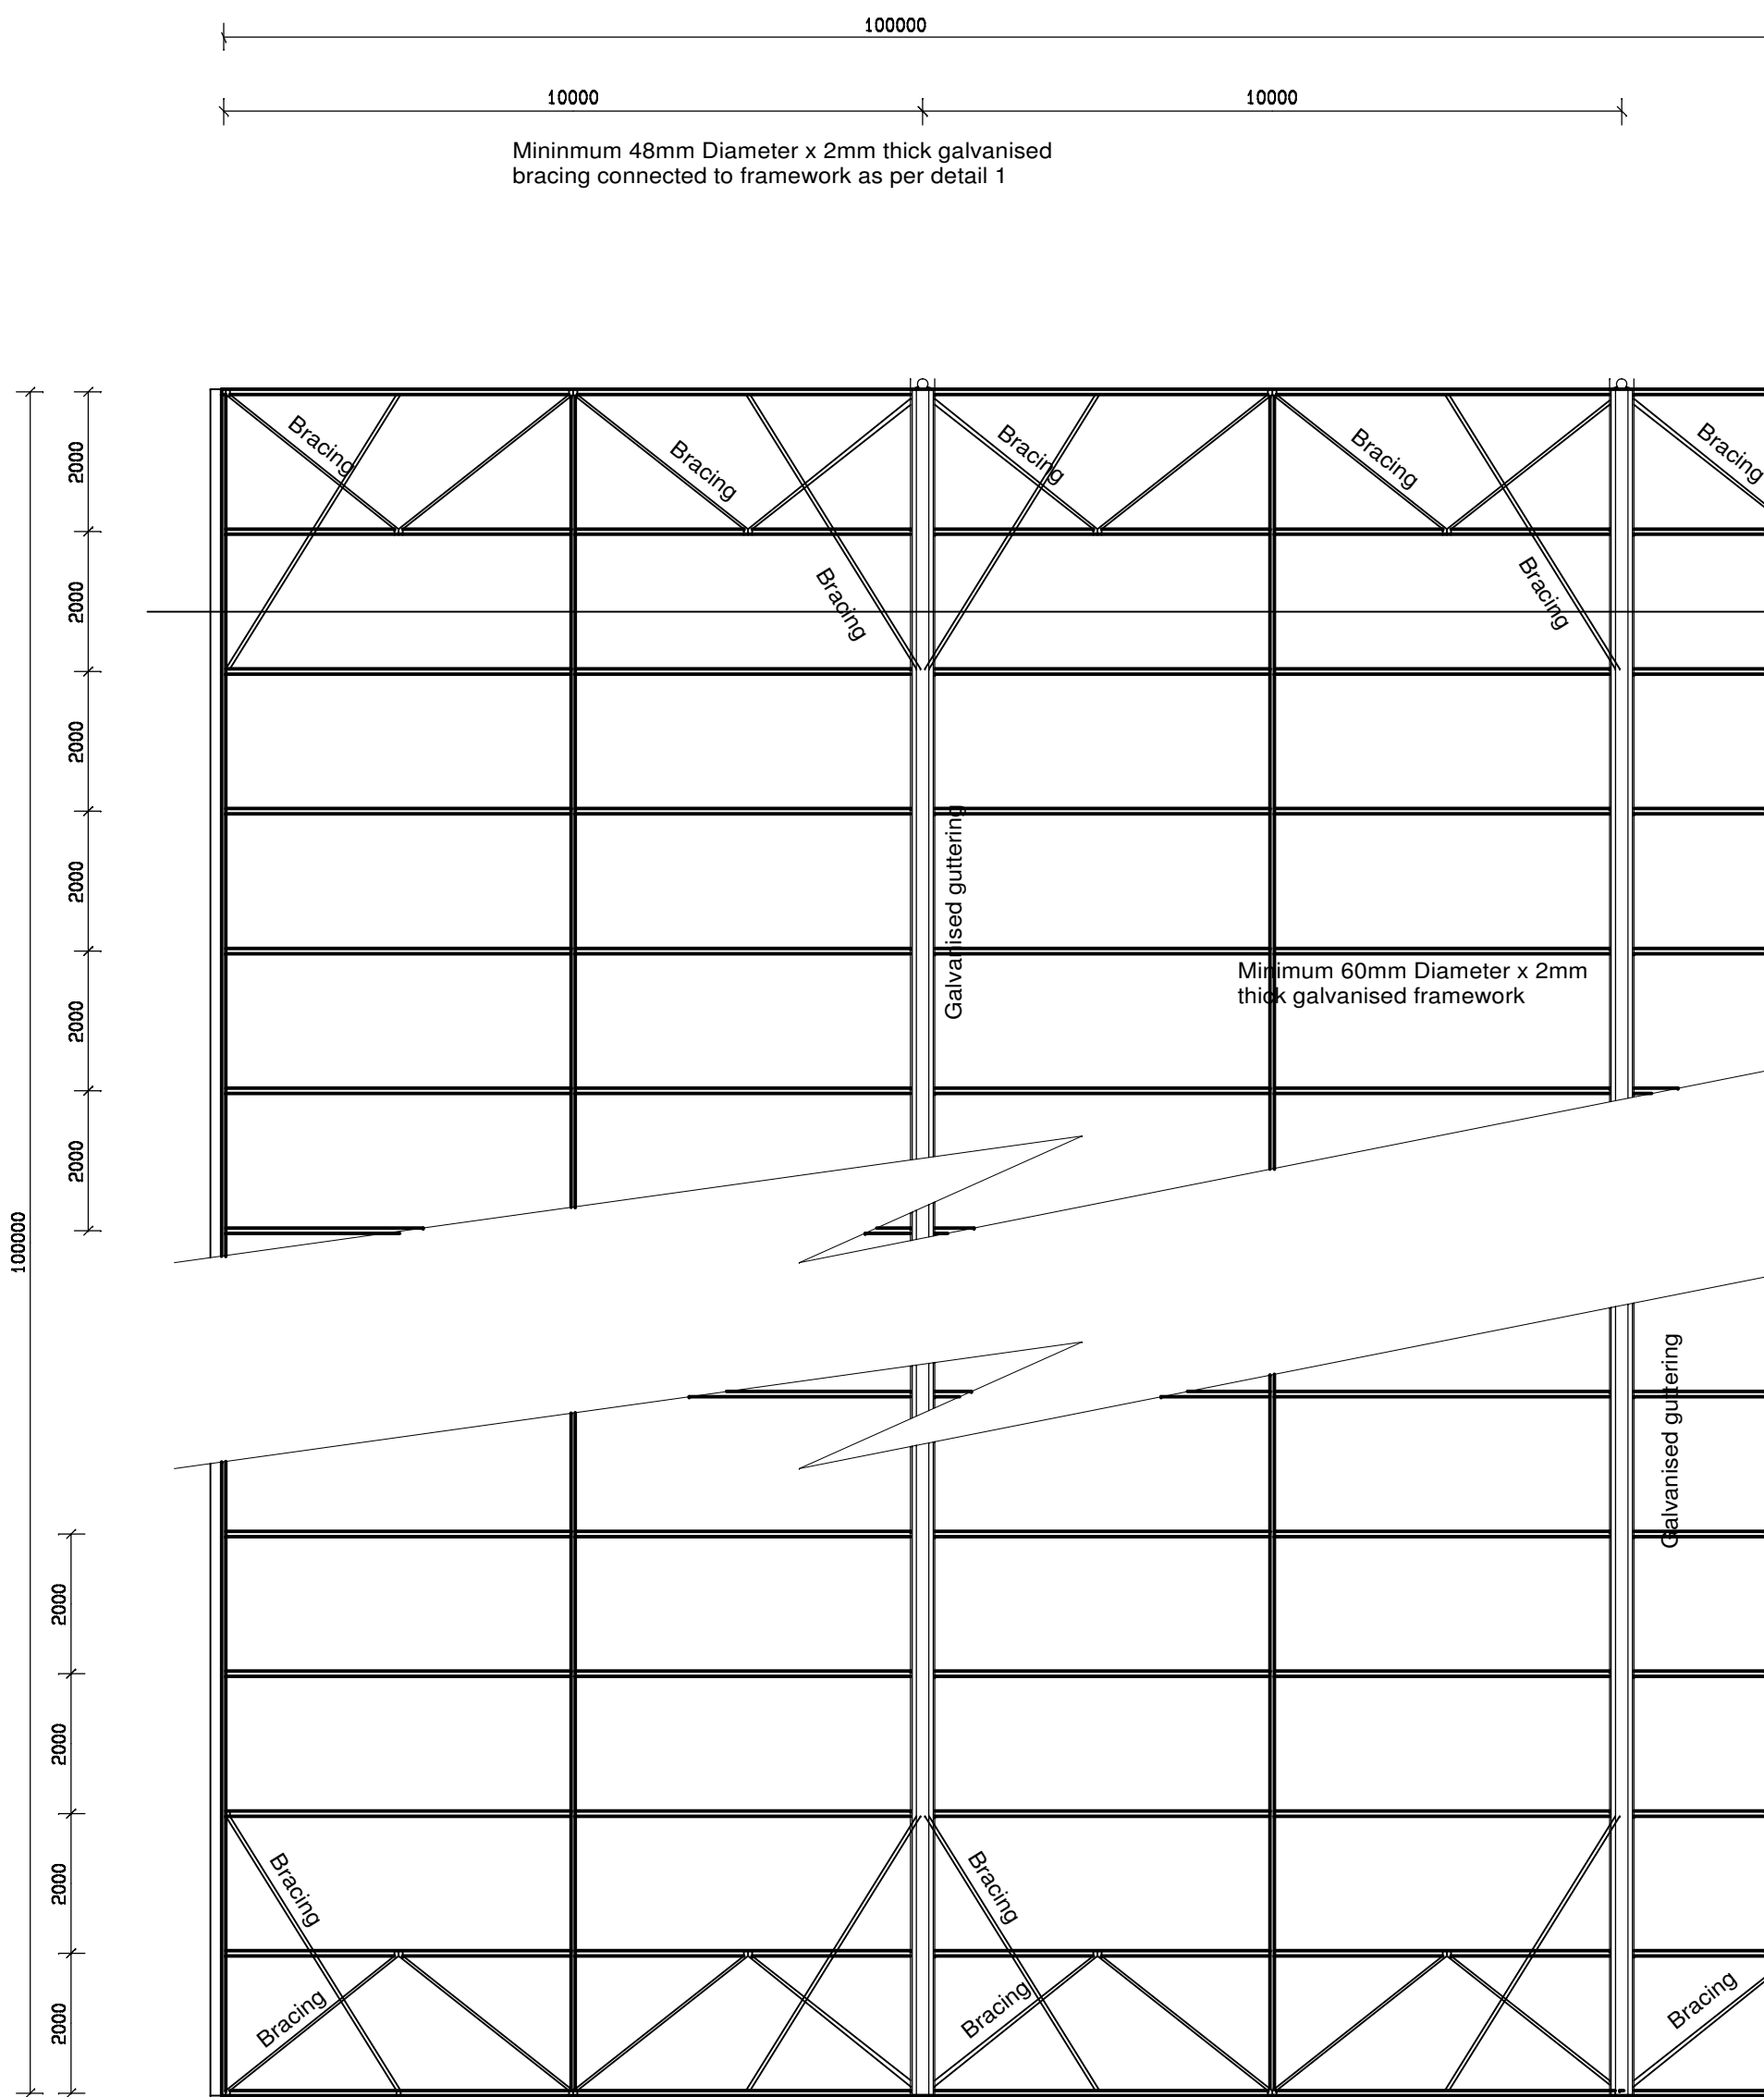 100000
10000
10000
Mininmum 48mm Diameter x 2mm thick galvanised
bracing connected to framework as per detail 1
Bracing
Bracing
Bracing
Bracing
Bracing
2000
2000
Bracing
Bracing
2000
2000
Galvanised guttering
2000
Minimum 60mm Diameter x 2mm
thick galvanised framework
2000
100000
Galvanised guttering
2000
2000
2000
Bracing
Bracing
2000
Bracing
Bracing
Bracing